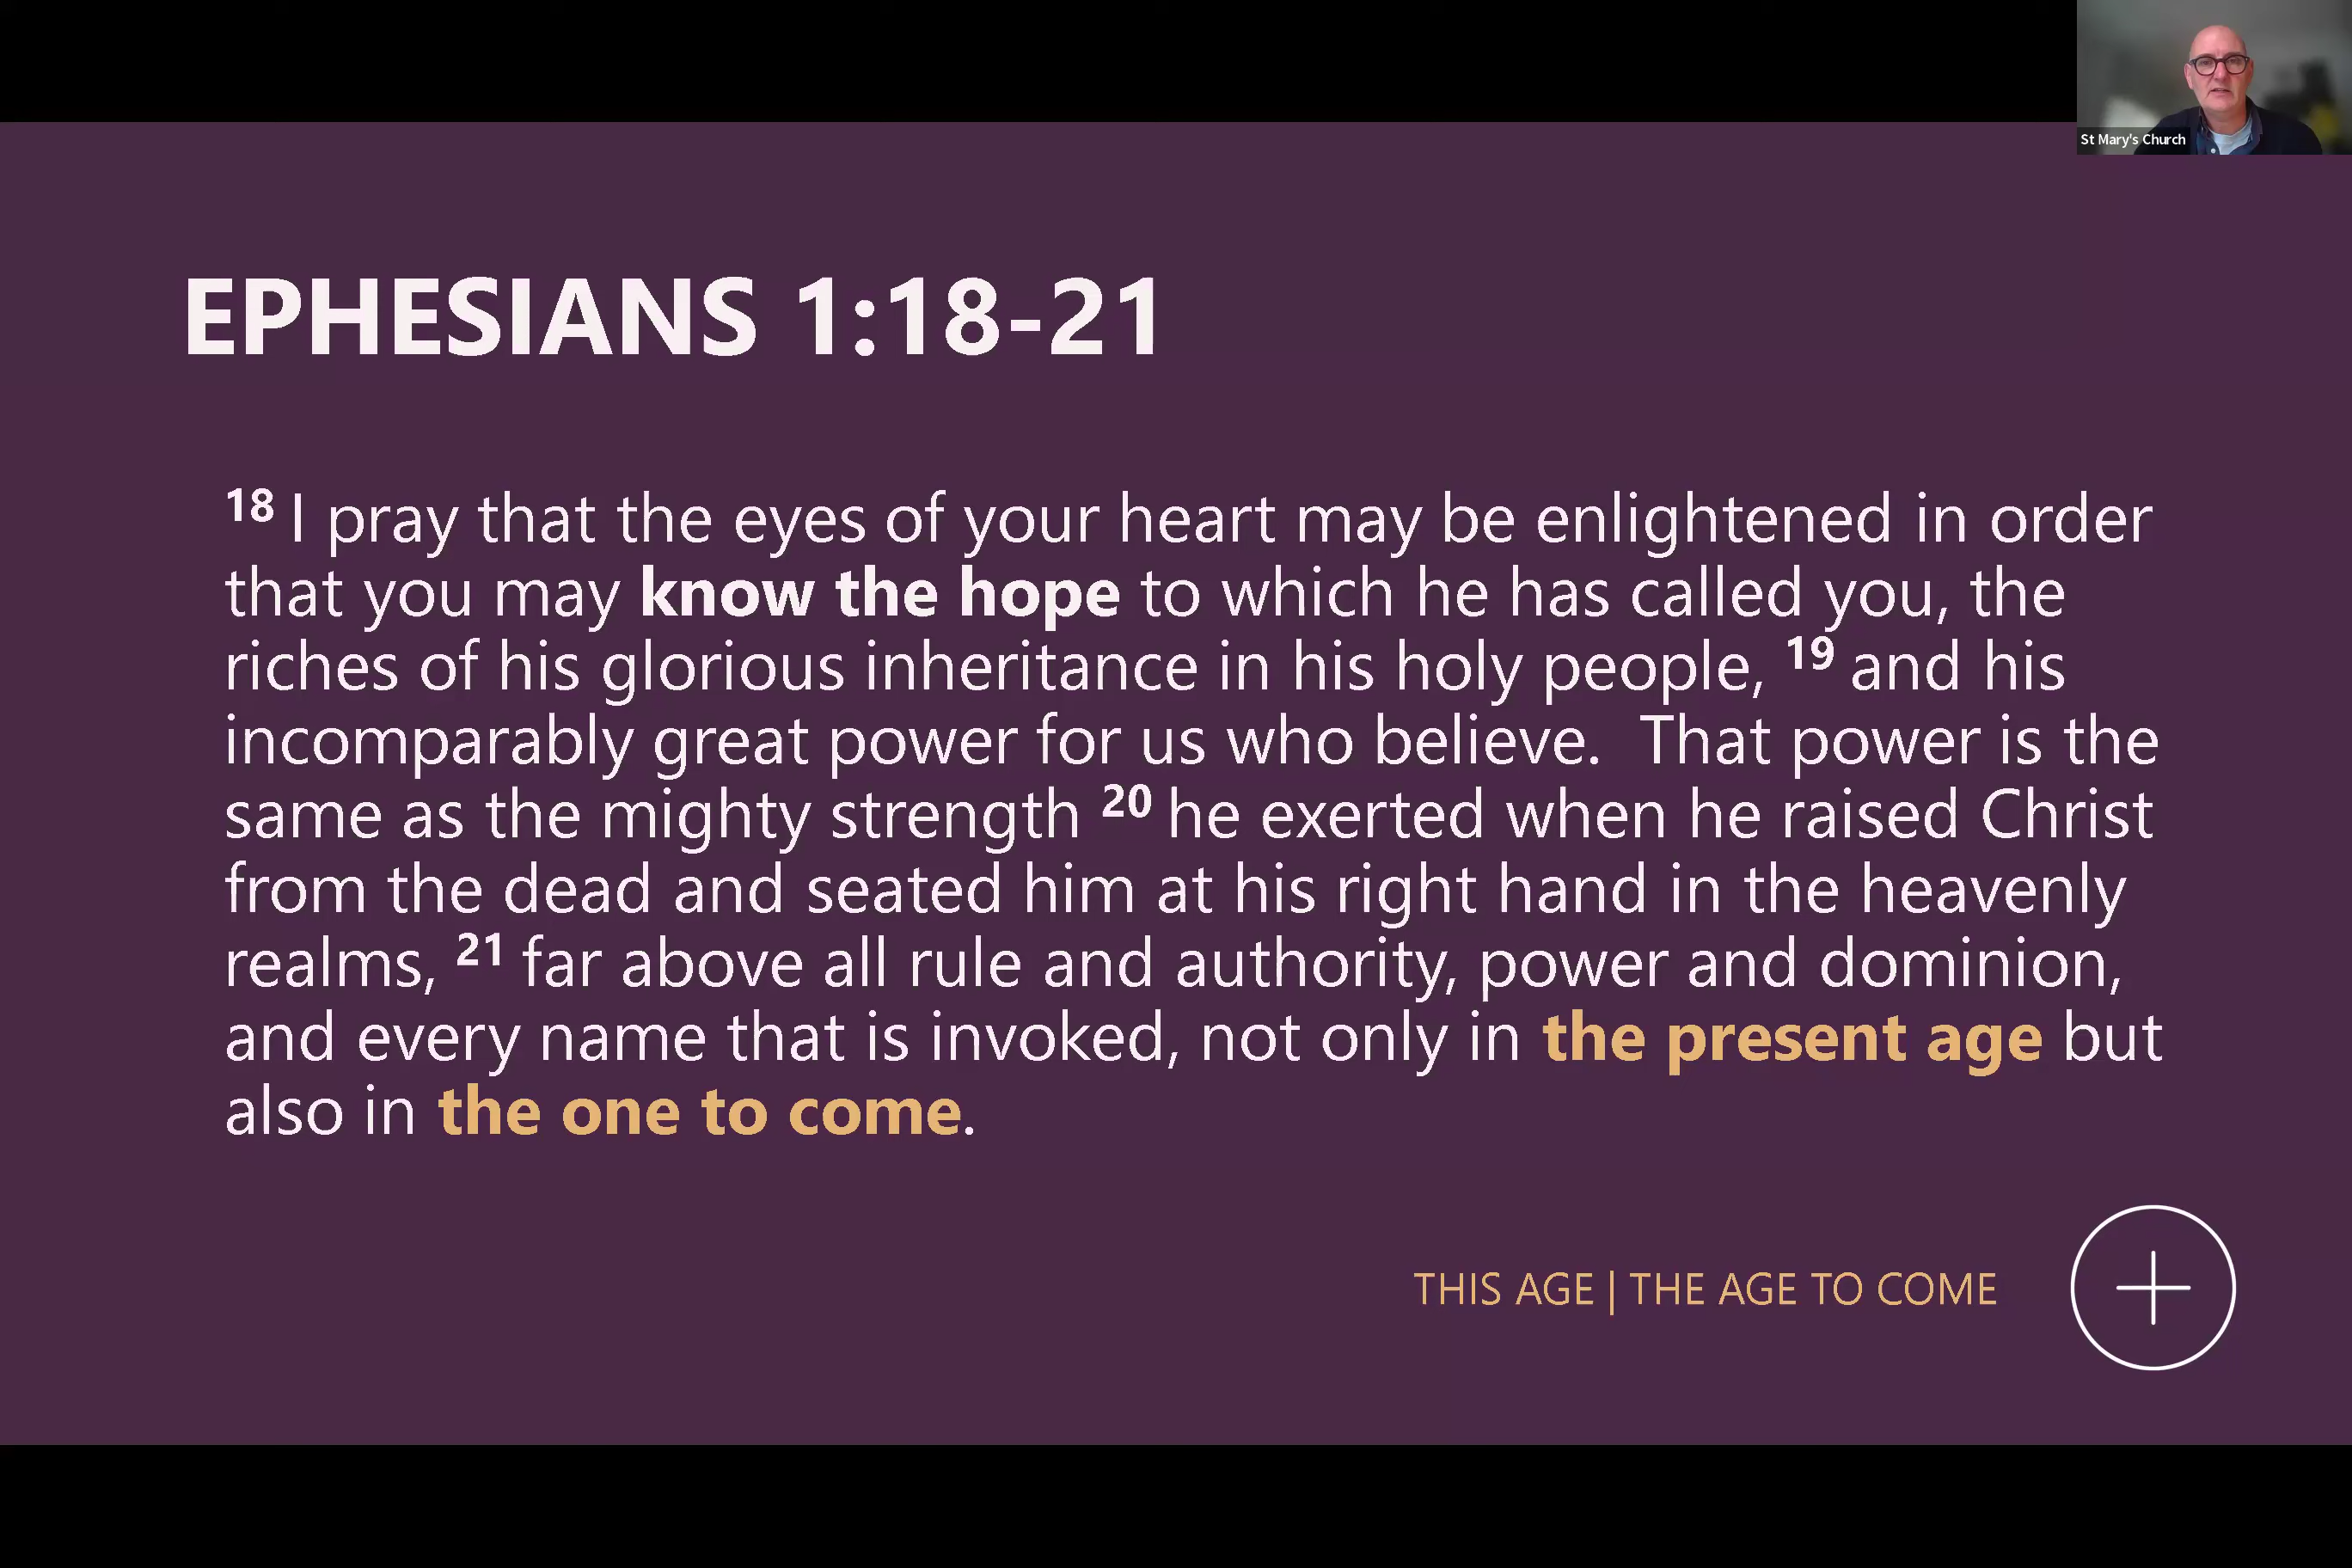 St Mary's Church
EPHESIANS 1:18-21
18 I pray that the eyes of your heart may be enlightened in order
that you may know the hope to which he has called you, the
riches of his glorious inheritance in his holy people, 19 and his
incomparably great power for us who believe.  That power is the
same as the mighty strength 20 he exerted when he raised Christ
from the dead and seated him at his right hand in the heavenly
realms, 21 far above all rule and authority, power and dominion,
and every name that is invoked, not only in the present age but
also in the one to come.
THIS AGE | THE AGE TO COME